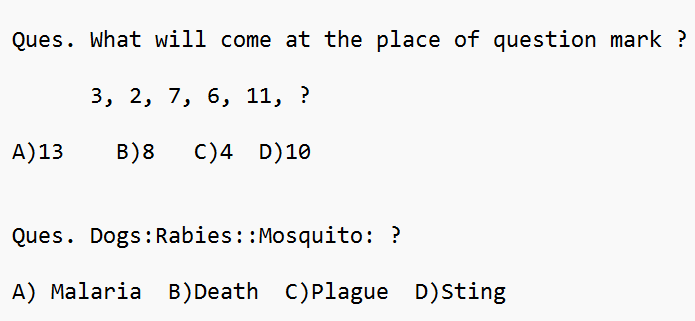 Ques. What will come at the place of question mark ?
3, 2, 7, 6, 11, ?
A)13 B)8 C)4 D)10
Ques. Dogs:Rabies::Mosquito: ?
A) Malaria B)Death C)Plague D)Sting